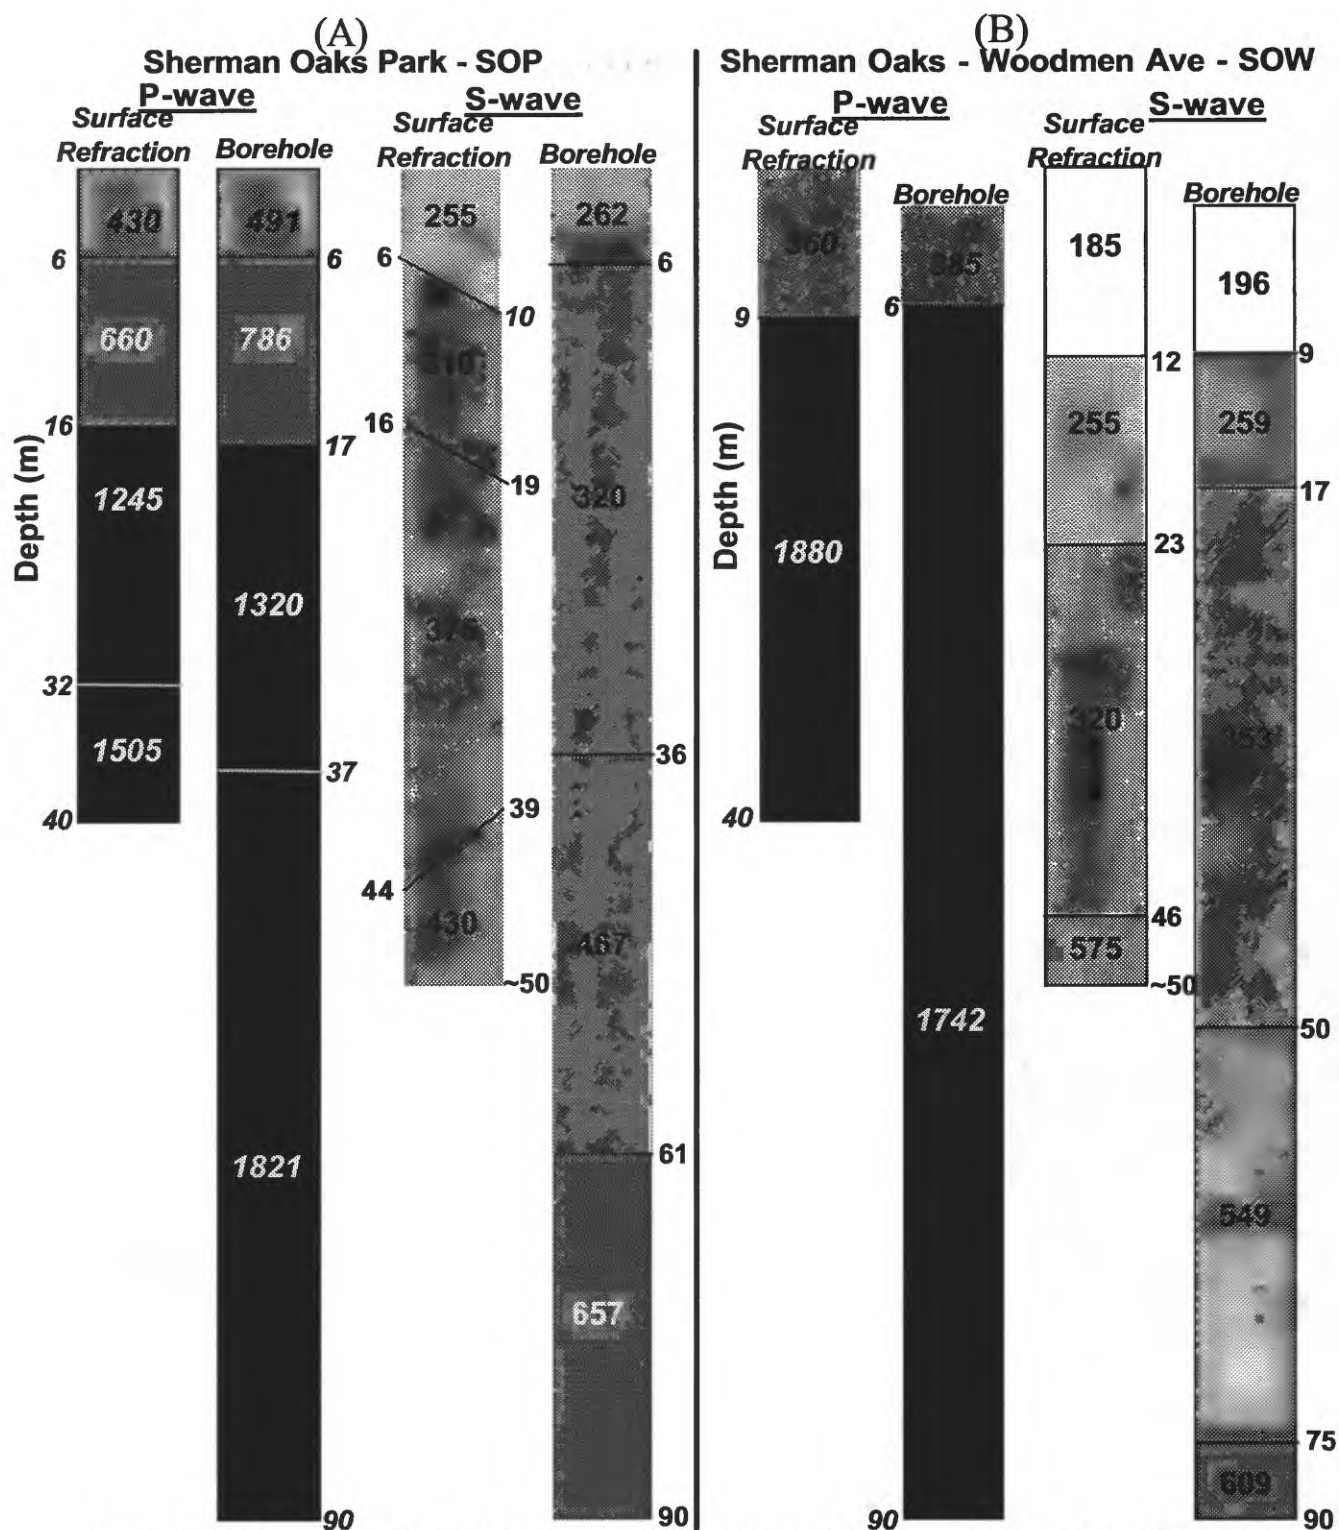 (A)
Sherman Oaks Park - SOP
P-wave
S-wave
Surface
Refraction
Borehole
Surface
Refraction
Borehole
Depth (m)
430
6
660
16
1245
32
1505
40
491
6
786
17
1320
37
1821
90
255
6
10
310
16
19
375
39
44
430
~50
262
6
320
36
467
61
657
90
(B)
Sherman Oaks - Woodmen Ave - SOW
P-wave
S-wave
Surface
Refraction
Borehole
Surface
Refraction
Borehole
Depth (m)
360
9
1880
40
385
6
1742
90
185
12
255
23
320
46
575
~50
196
9
259
17
353
50
549
75
609
90